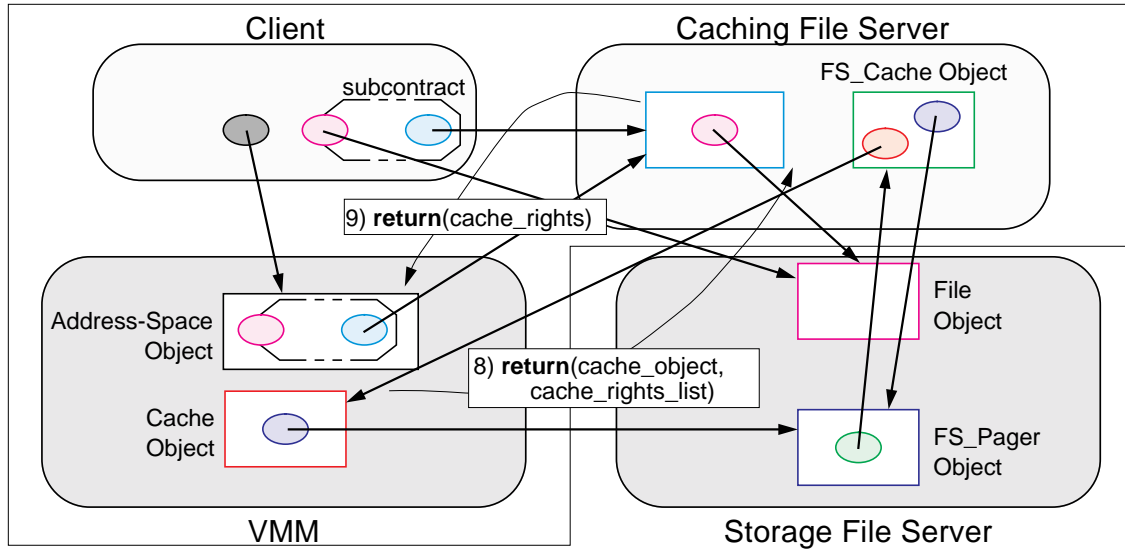 Client
Caching File Server
subcontract
FS_Cache Object
9) return(cache_rights)
Address-Space
Object
File
Object
8) return(cache_object,
cache_rights_list)
Cache
Object
FS_Pager
Object
VMM
Storage File Server